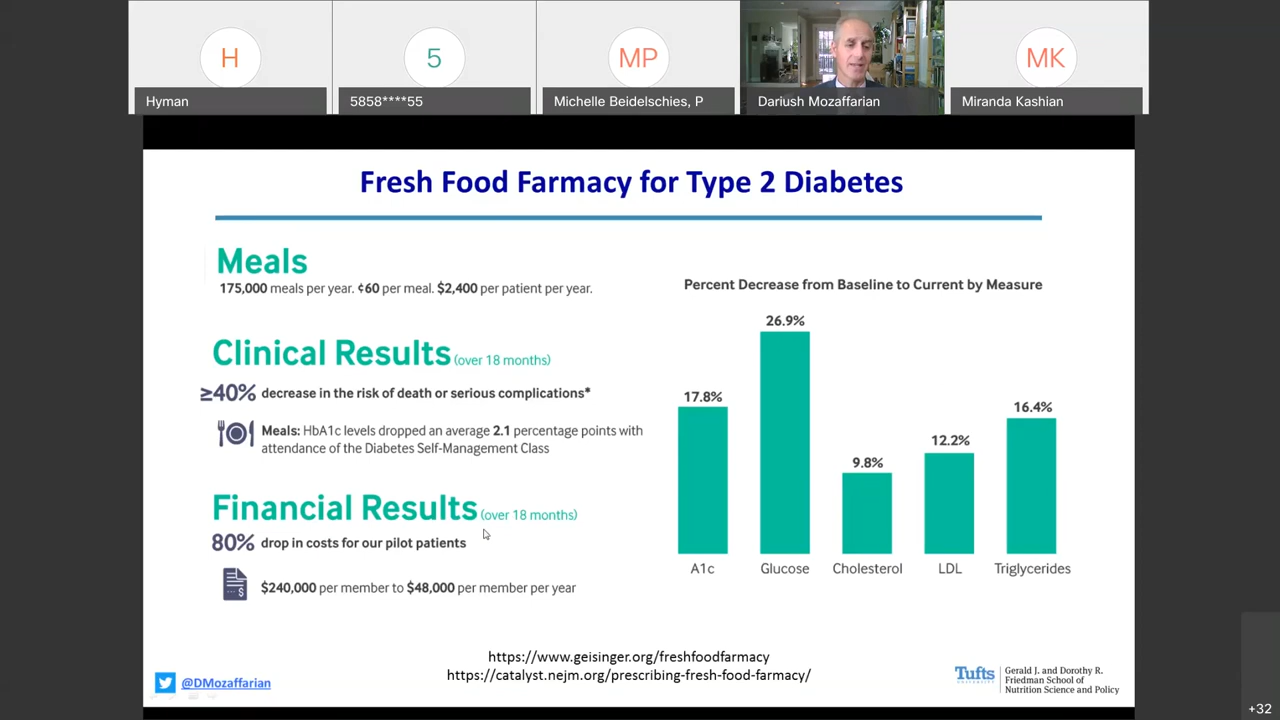 H
Hyman
5
5858****55
MP
Michelle Beidelschies, P
Dariush Mozaffarian
MK
Miranda Kashian
Fresh Food Farmacy for Type 2 Diabetes
Meals
175,000 meals per year. ¢60 per meal. $2,400 per patient per year.
Clinical Results (over 18 months)
≥40% decrease in the risk of death or serious complications*
Meals: HbA1c levels dropped an average 2.1 percentage points with
attendance of the Diabetes Self-Management Class
Financial Results (over 18 months)
80% drop in costs for our pilot patients
$
$240,000 per member to $48,000 per member per year
Percent Decrease from Baseline to Current by Measure
17.8%
26.9%
9.8%
12.2%
16.4%
A1c
Glucose
Cholesterol
LDL
Triglycerides
https://www.geisinger.org/freshfoodfarmacy
https://catalyst.nejm.org/prescribing-fresh-food-farmacy/
@DMozaffarian
Tufts
UNIVERSITY
Gerald J. and Dorothy R.
Friedman School of
Nutrition Science and Policy
+32